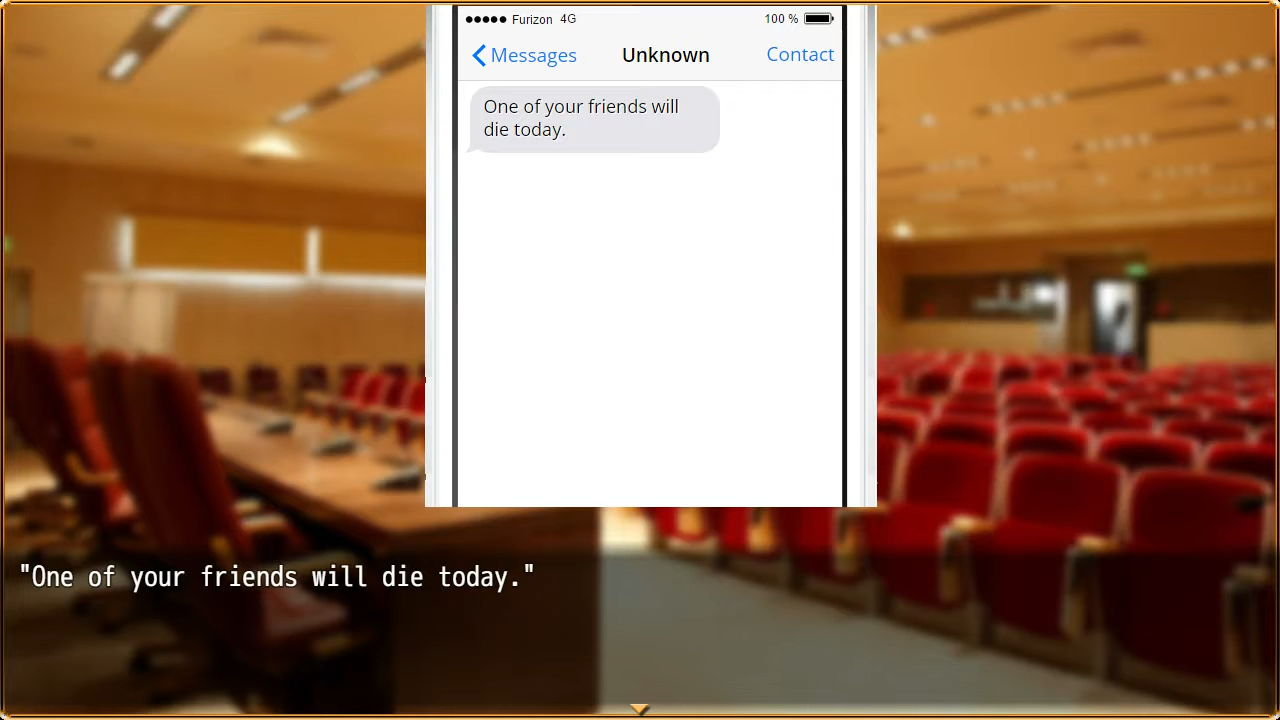 ●●●●● Furizon 4G 100 %
Messages Unknown Contact
One of your friends will
die today.
"One of your friends will die today."